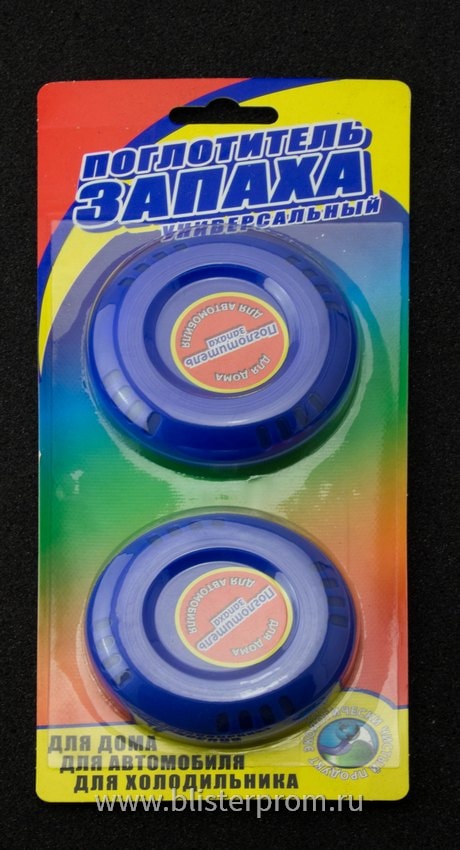 ПОГЛОТИТЕЛЬ
ЗАПАХА
УНИВЕРСАЛЬНЫЙ
ДЛЯ ДОМА
Поглотитель
запаха
ДЛЯ АВТОМОБИЛЯ
ДЛЯ ДОМА
Поглотитель
запаха
ДЛЯ АВТОМОБИЛЯ
ДЛЯ ДОМА
ДЛЯ АВТОМОБИЛЯ
ДЛЯ ХОЛОДИЛЬНИКА
www.blisterprom.ru